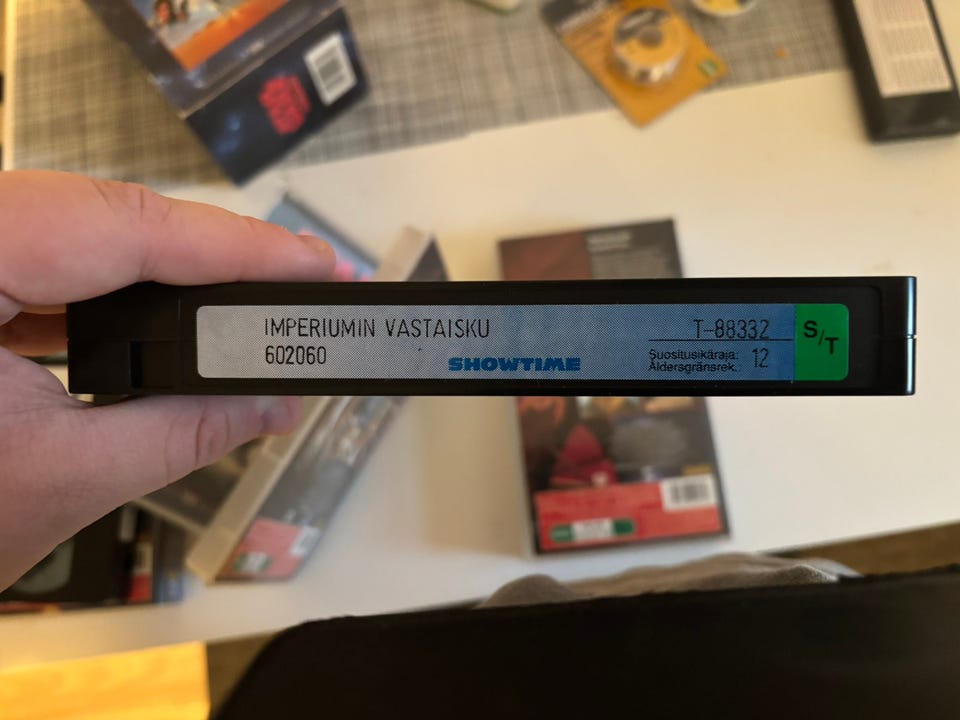 IMPERIUMIN VASTAISKU
602060
SHOWTIME
T-88332
Suositusikäraja: 12
Åldersgränsrek.:
S/T